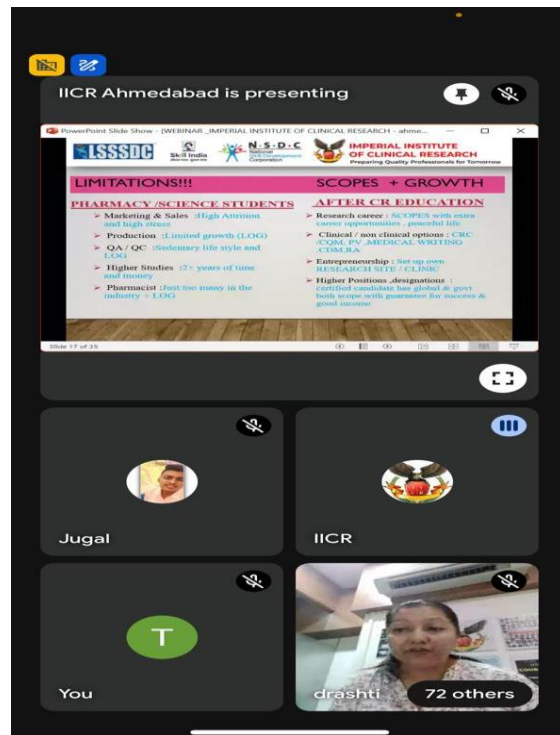 IICR Ahmedabad is presenting
PowerPoint Slide Show - [WEBINAR_IMPERIAL INSTITUTE OF CLINICAL RESEARCH - ahme...
LSSSDC
Skill India
N·S·D·C
National
Skill Development
Corporation
IMPERIAL INSTITUTE
OF CLINICAL RESEARCH
Preparing Quality Professionals for Tomorrow
LIMITATIONS!!!
SCOPES + GROWTH
PHARMACY /SCIENCE STUDENTS
➢ Marketing & Sales :High Attrition
and high stress
➢ Production :Limited growth (LOG)
➢ QA / QC :Sedentary life style and
LOG
➢ Higher Studies :2+ years of time
and money
➢ Pharmacist :Just too many in the
industry + LOG
AFTER CR EDUCATION
➢ Research career : SCOPES with extra
career opportunities , peaceful life
➢ Clinical / non clinical options : CRC
/CQM, PV ,MEDICAL WRITING
,CDM,RA
➢ Entrepreneurship : Set up own
RESEARCH SITE / CLINIC
➢ Higher Positions ,designations :
certified candidate has global & govt
both scope with guarantee for success &
good income
Slide 17 of 25
Jugal
IICR
T
You
drashti
72 others